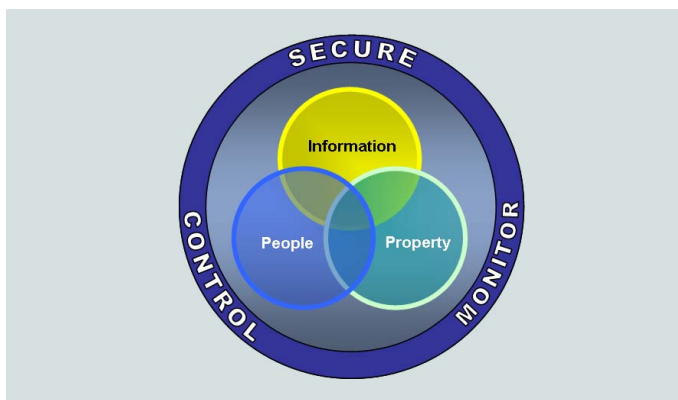 SECURE
Information
People
Property
CONTROL
MONITOR